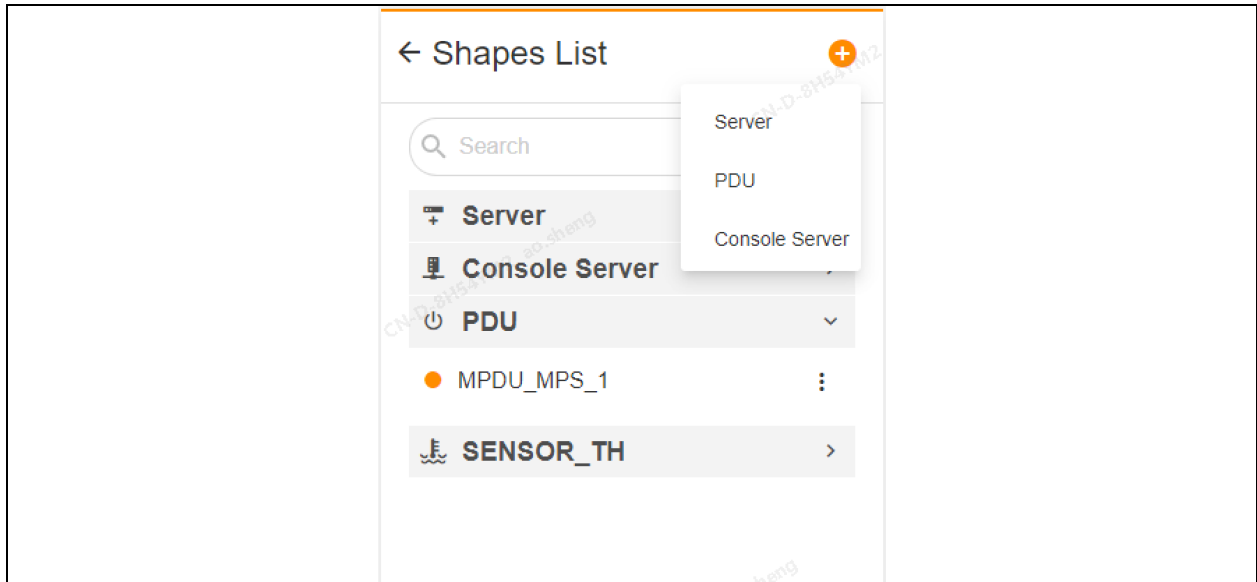 Shapes List
Server
PDU
Console Server
Search
Server
Console Server
PDU
MPDU_MPS_1
SENSOR_TH